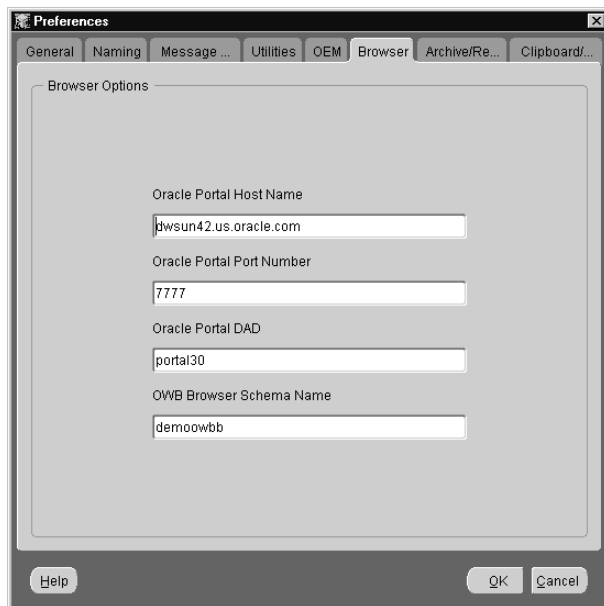 Preferences
General Naming Message ... Utilities OEM Browser Archive/Re... Clipboard/...
Browser Options
Oracle Portal Host Name
dwsun42.us.oracle.com
Oracle Portal Port Number
7777
Oracle Portal DAD
portal30
OWB Browser Schema Name
demoowbb
Help OK Cancel